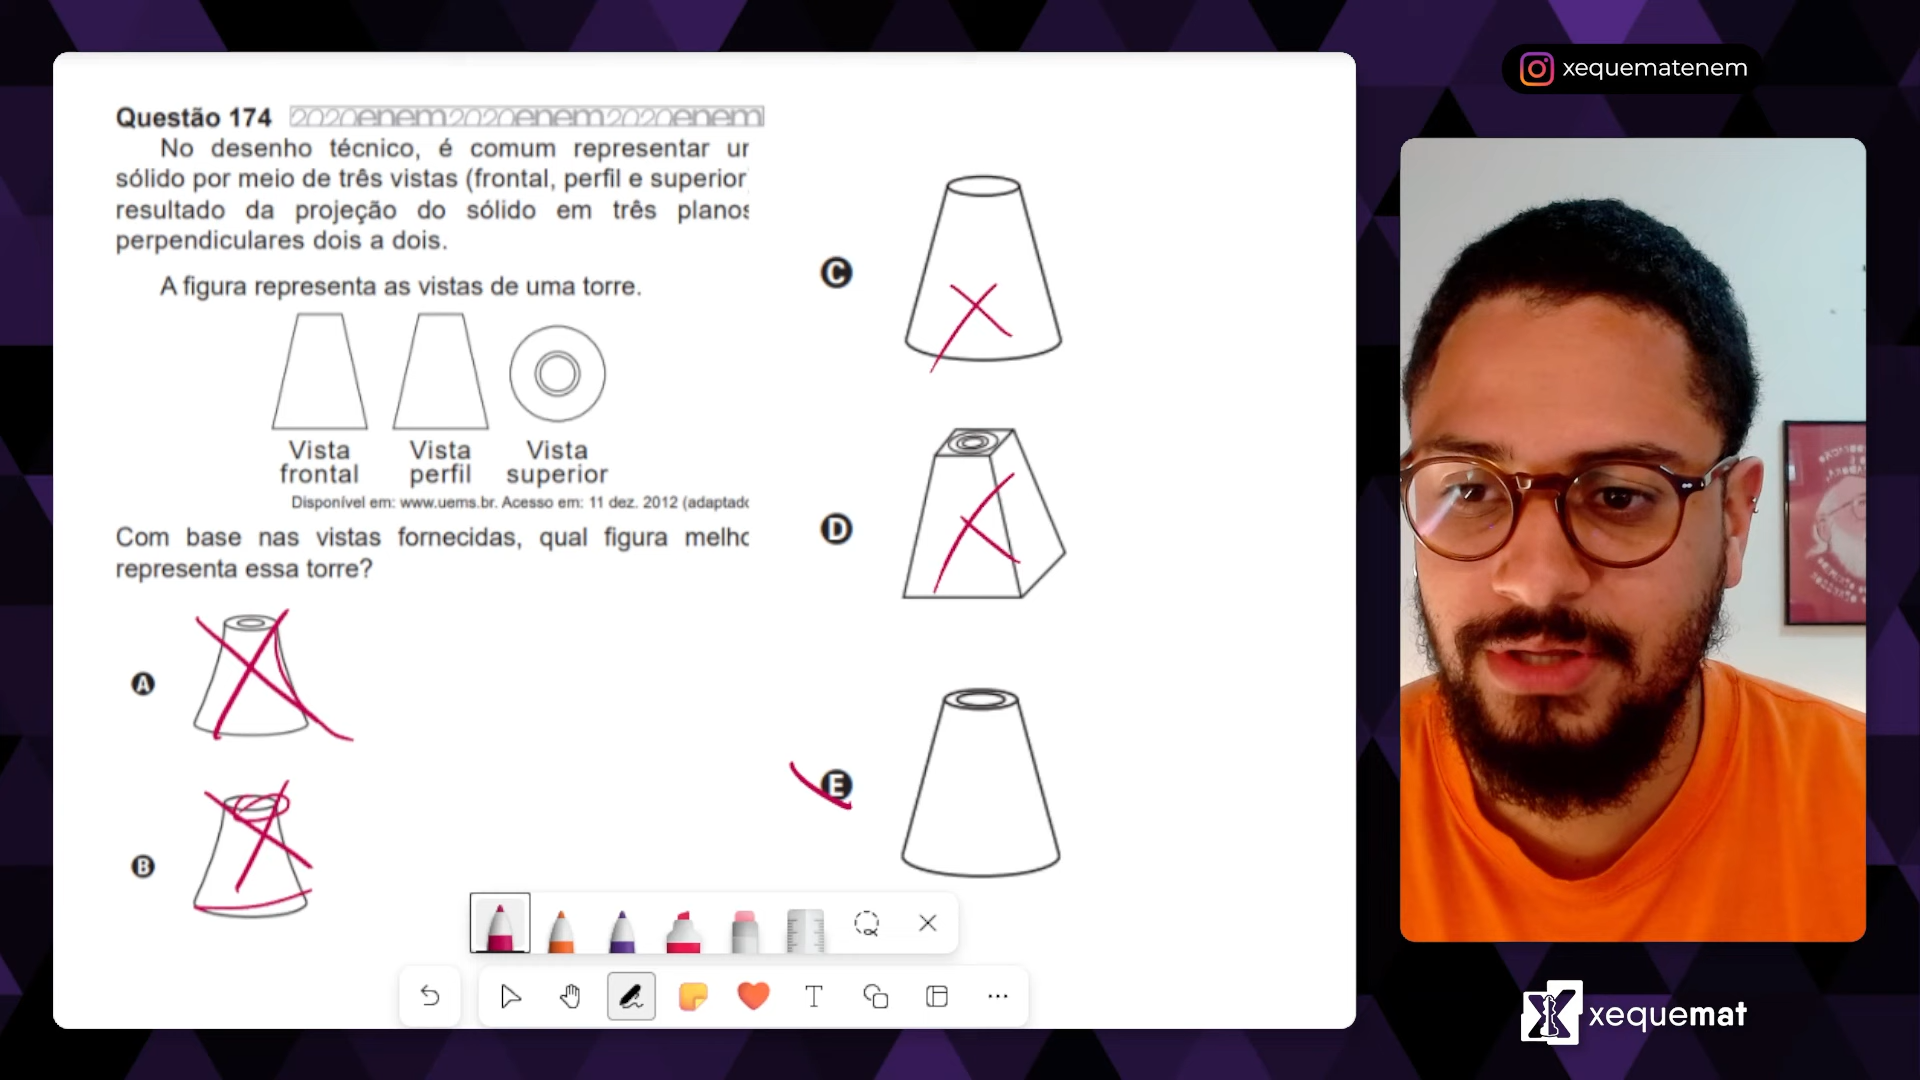 xequematenem
Questão 174 2020enem2020enem2020enem
No desenho técnico, é comum representar ur
sólido por meio de três vistas (frontal, perfil e superior
resultado da projeção do sólido em três planos
perpendiculares dois a dois.
A figura representa as vistas de uma torre.
Vista frontal
Vista perfil
Vista superior
Disponível em: www.uems.br. Acesso em: 11 dez. 2012 (adaptado
Com base nas vistas fornecidas, qual figura melho
representa essa torre?
A
B
C
D
E
T
xequemat